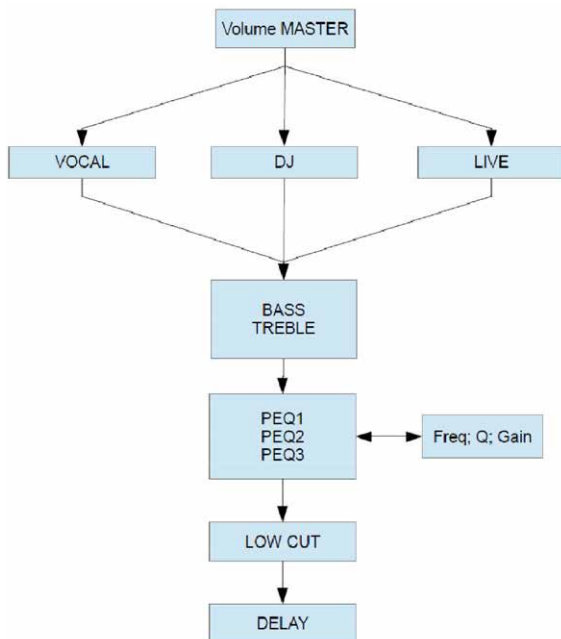 Volume MASTER
VOCAL
DJ
LIVE
BASS
TREBLE
PEQ1
PEQ2
PEQ3
Freq; Q; Gain
LOW CUT
DELAY